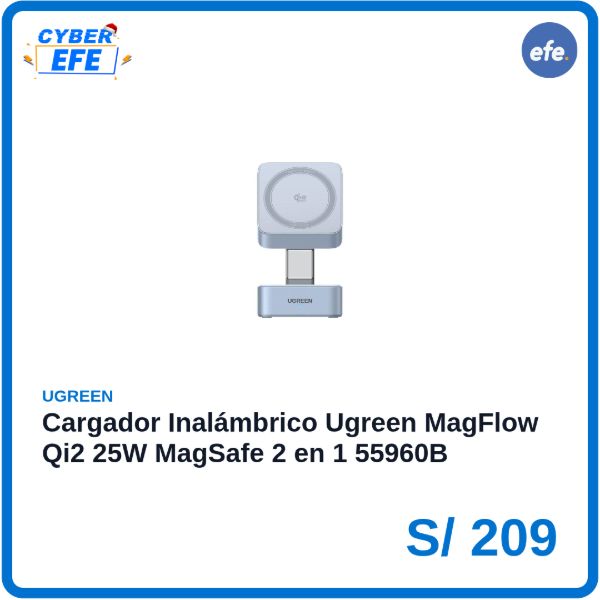 CYBER
EFE
efe.
UGREEN
UGREEN
Cargador Inalámbrico Ugreen MagFlow
Qi2 25W MagSafe 2 en 1 55960B
S/ 209